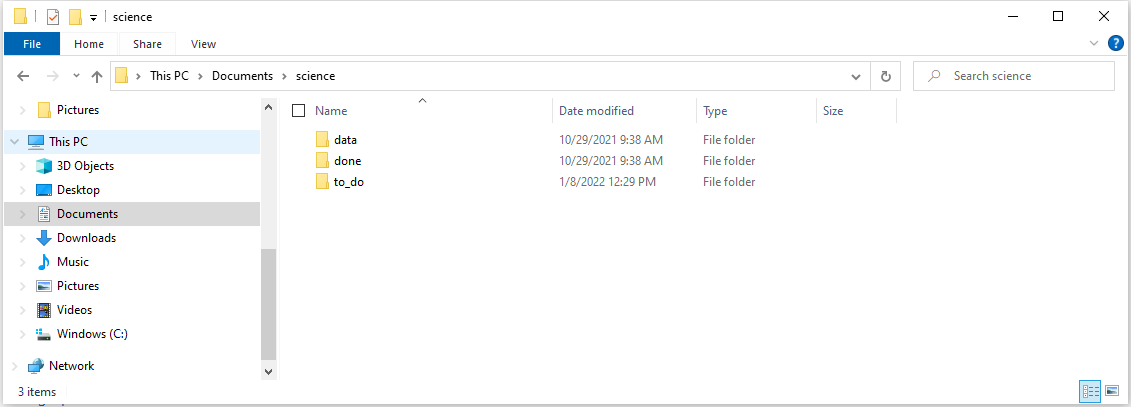 science
File Home Share View
This PC Documents science Search science
Pictures
This PC
3D Objects
Desktop
Documents
Downloads
Music
Pictures
Videos
Windows (C:)
Network
Name Date modified Type Size
data 10/29/2021 9:38 AM File folder
done 10/29/2021 9:38 AM File folder
to_do 1/8/2022 12:29 PM File folder
3 items